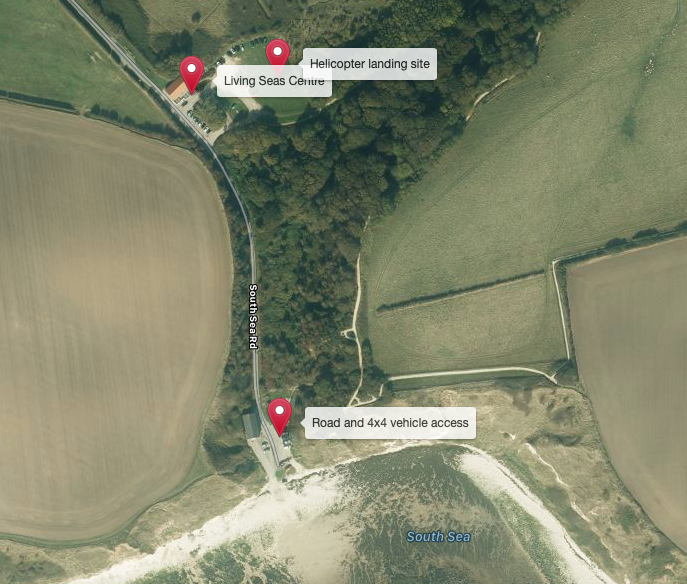 Helicopter landing site
Living Seas Centre
South Sea Rd
Road and 4x4 vehicle access
South Sea